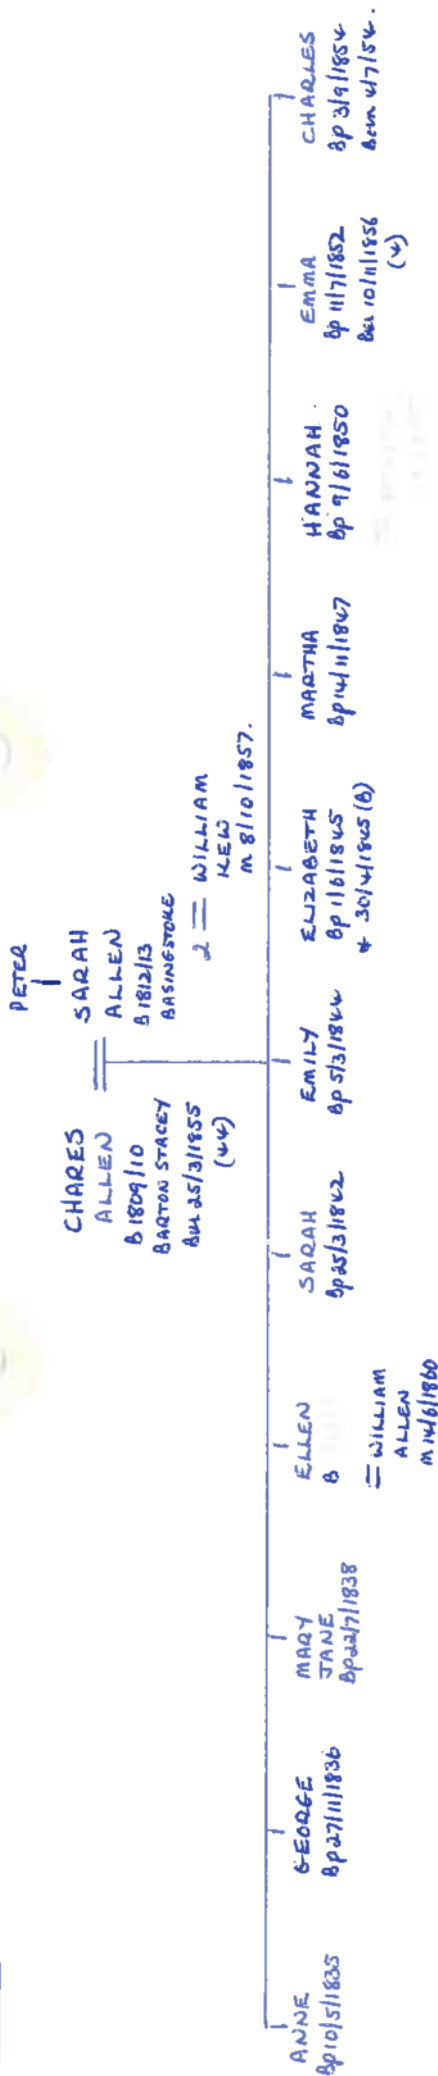 PETER
CHARES
ALLEN
B 1809/10
BARTON STACEY
Bur 25/3/1855
(44)
SARAH
ALLEN
B 1812/13
BASINGSTOKE
2 = WILLIAM
KEW
M 8/10/1857.
ANNE
Bp 10/5/1835
GEORGE
Bp 27/11/1836
MARY
JANE
Bp 22/7/1838
ELLEN
B
= WILLIAM
ALLEN
M 14/6/1860
SARAH
Bp 25/3/1842
EMILY
Bp 5/3/1844
ELIZABETH
Bp 1/6/1845
* 30/4/1845 (B)
MARTHA
Bp 14/11/1847
HANNAH.
Bp 9/6/1850
EMMA
Bp 11/7/1852
Bur 10/11/1856
(4)
CHARLES
Bp 3/9/1854
Born 4/7/54.